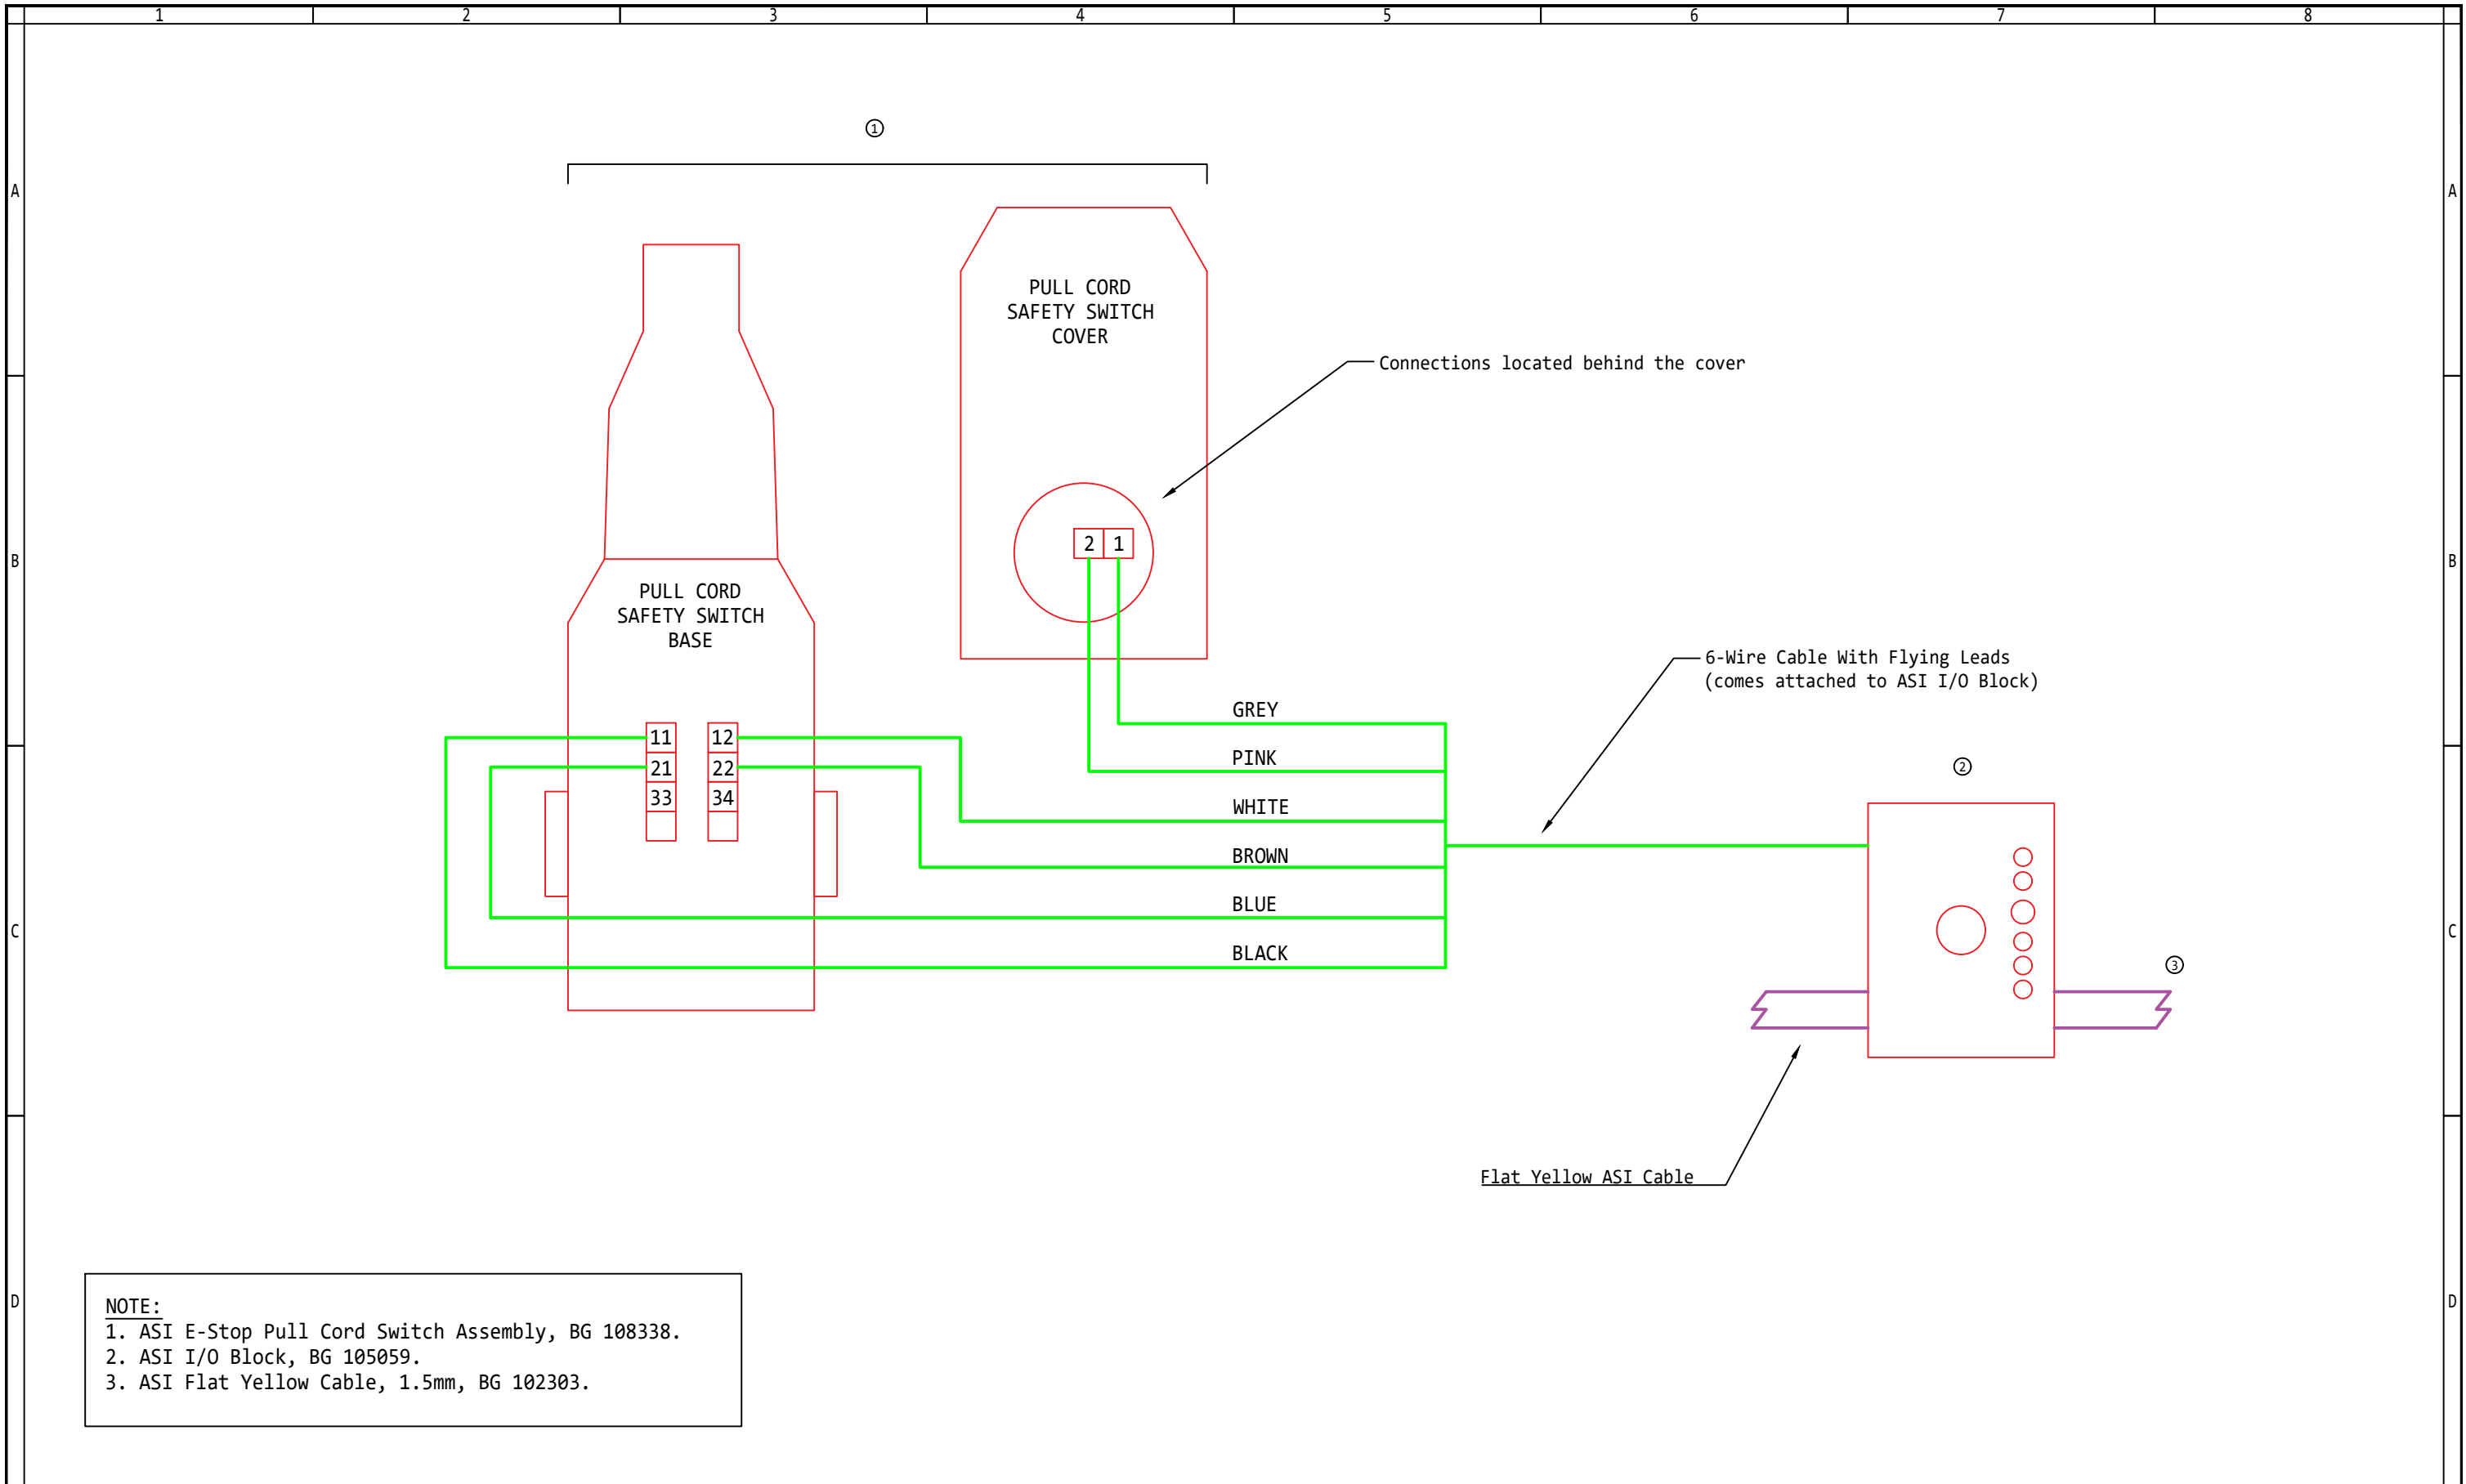 1 2 3 4 5 6 7 8
A A
B B
C C
D D
①
PULL CORD
SAFETY SWITCH
COVER
Connections located behind the cover
2 1
PULL CORD
SAFETY SWITCH
BASE
6-Wire Cable With Flying Leads
(comes attached to ASI I/O Block)
11 12
21 22
33 34
GREY
PINK
WHITE
BROWN
BLUE
BLACK
②
③
Flat Yellow ASI Cable
NOTE:
1. ASI E-Stop Pull Cord Switch Assembly, BG 108338.
2. ASI I/O Block, BG 105059.
3. ASI Flat Yellow Cable, 1.5mm, BG 102303.